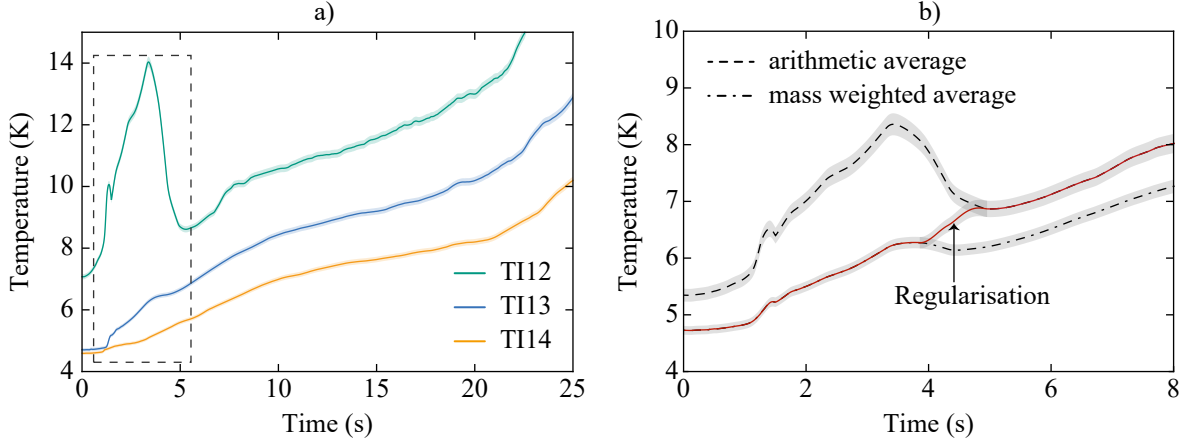 a)
14
12
10
8
6
4
0
5
10
15
20
25
Temperature (K)
Time (s)
TI12
TI13
TI14
b)
10
9
8
7
6
5
4
0
2
4
6
8
Temperature (K)
Time (s)
arithmetic average
mass weighted average
Regularisation